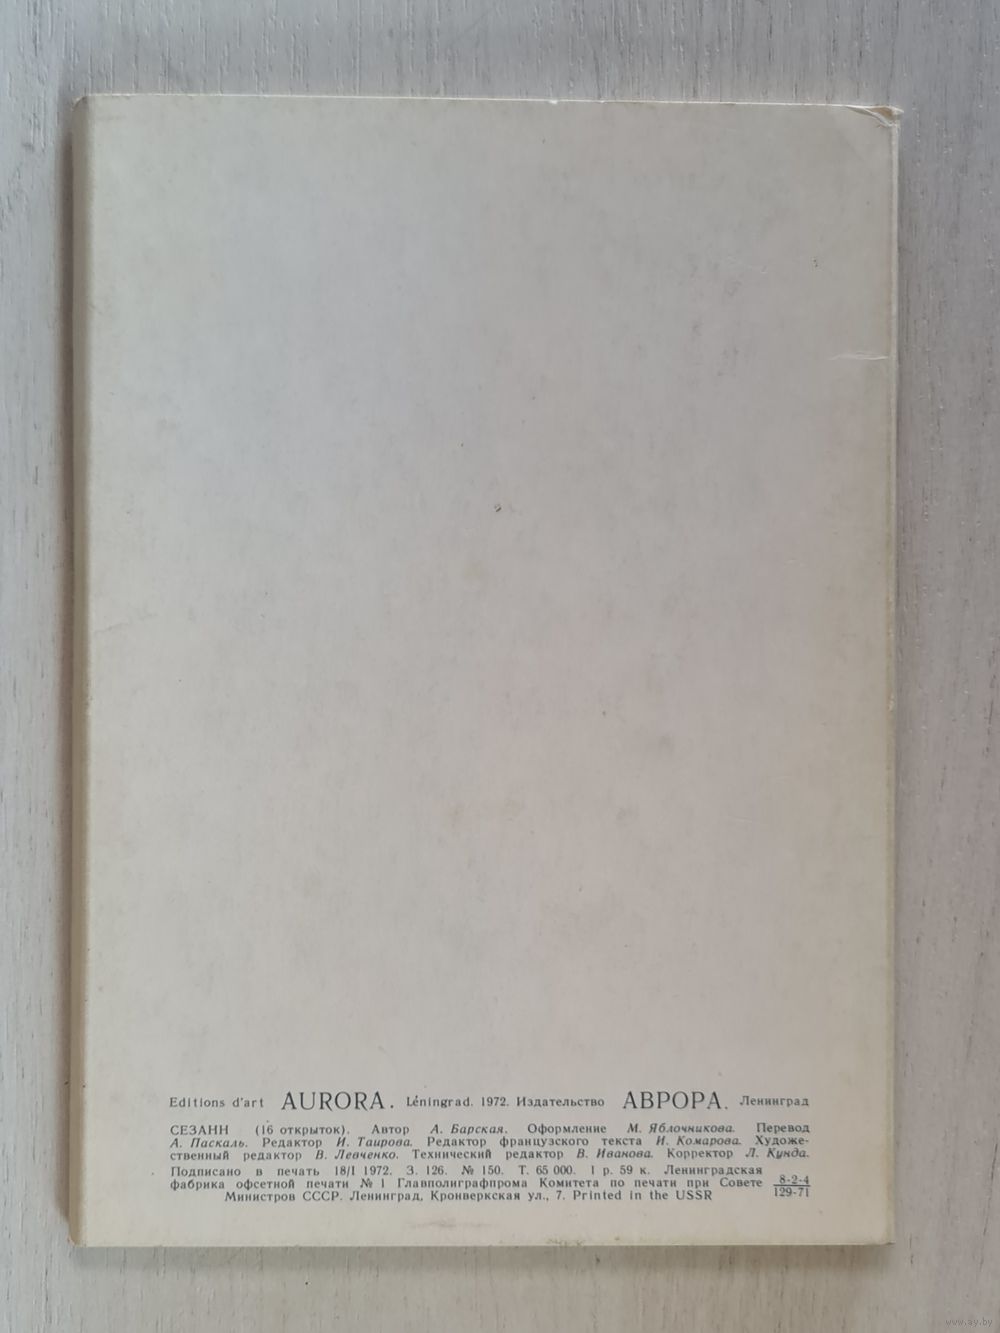 Editions d'art AURORA. Léningrad. 1972. Издательство АВРОРА. Ленинград
СЕЗАНН (16 открыток). Автор А. Барская. Оформление М. Яблочникова. Перевод
А. Паскаль. Редактор И. Таирова. Редактор французского текста И. Комарова. Художе-
ственный редактор В. Левченко. Технический редактор В. Иванова. Корректор Л. Кунда.
Подписано в печать 18/I 1972. З. 126. № 150. Т. 65 000. 1 р. 59 к. Ленинградская
фабрика офсетной печати № 1 Главполиграфпрома Комитета по печати при Совете
Министров СССР. Ленинград, Кронверкская ул., 7. Printed in the USSR
8-2-4
129-71
www.ay.by